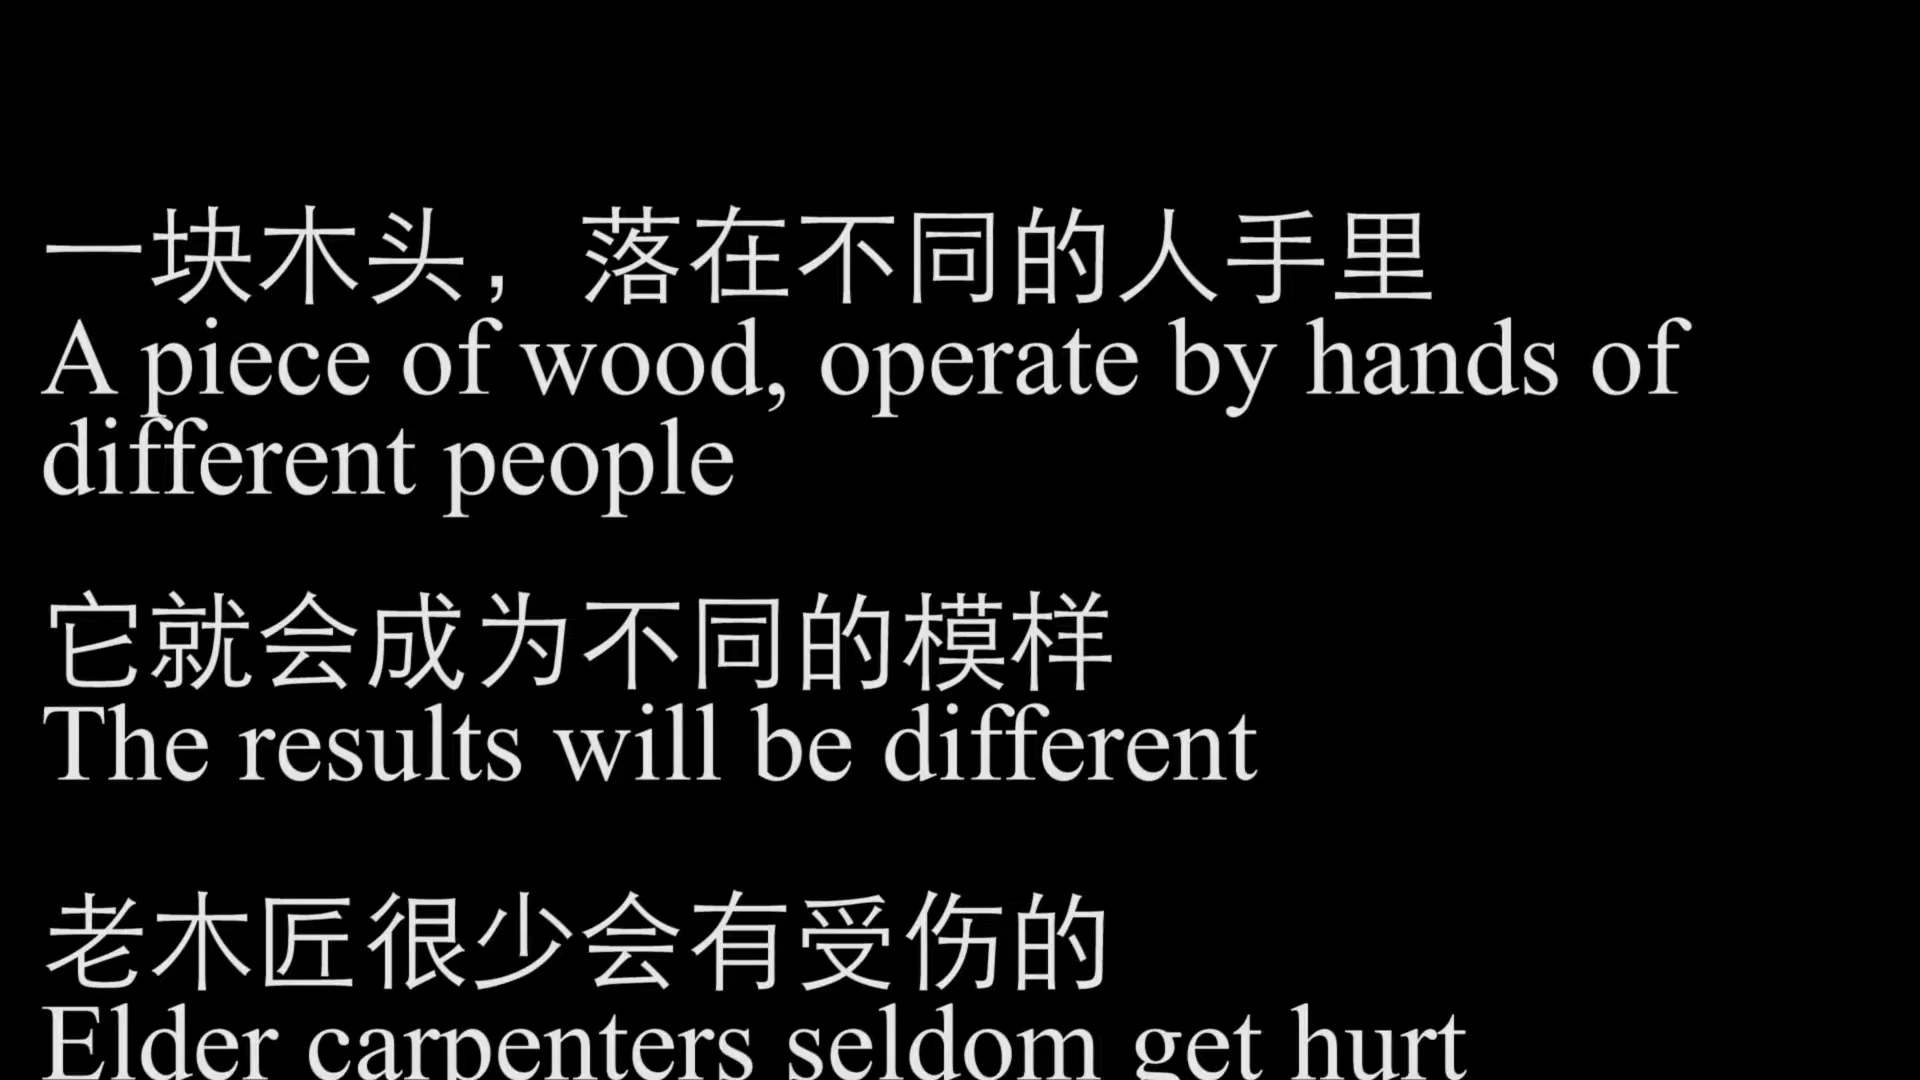 一块木头，落在不同的人手里
A piece of wood, operate by hands of
different people
它就会成为不同的模样
The results will be different
老木匠很少会有受伤的
Elder carpenters seldom get hurt